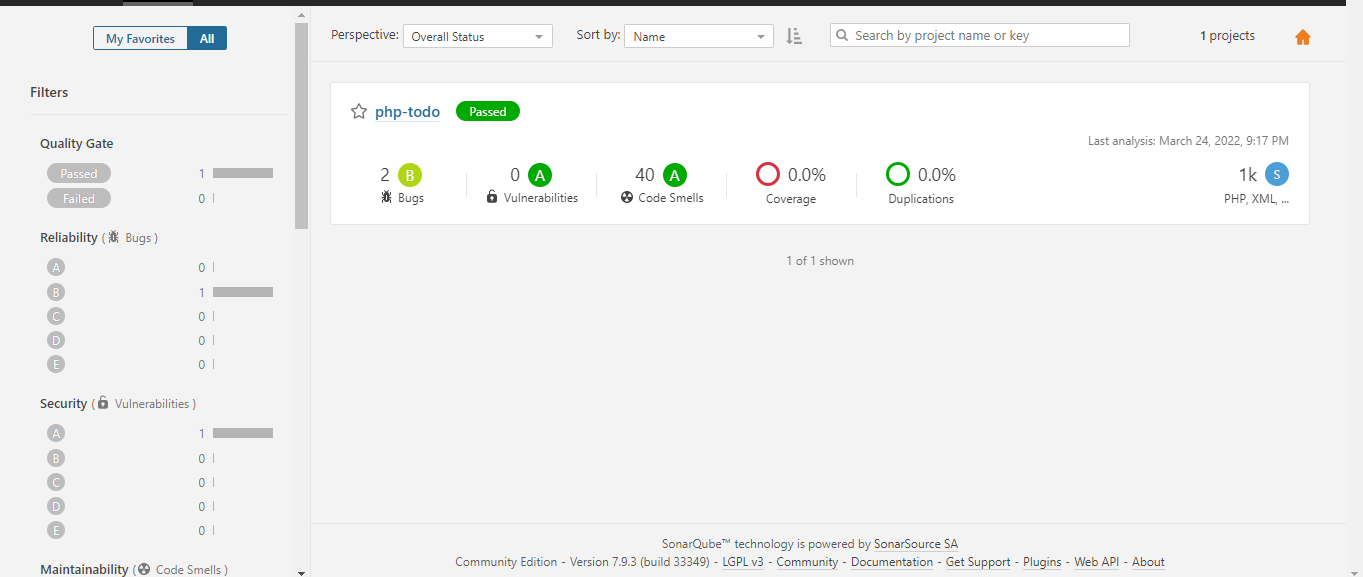 My Favorites All
Filters
Quality Gate
Passed 1
Failed 0
Reliability ( Bugs )
A 0
B 1
C 0
D 0
E 0
Security ( Vulnerabilities )
A 1
B 0
C 0
D 0
E 0
Maintainability ( Code Smells )
Perspective: Overall Status Sort by: Name Search by project name or key 1 projects
php-todo Passed
Last analysis: March 24, 2022, 9:17 PM
2 B 0 A 40 A 0.0% 0.0% 1k S
Bugs Vulnerabilities Code Smells Coverage Duplications PHP, XML, ...
1 of 1 shown
SonarQube™ technology is powered by SonarSource SA
Community Edition - Version 7.9.3 (build 33349) - LGPL v3 - Community - Documentation - Get Support - Plugins - Web API - About